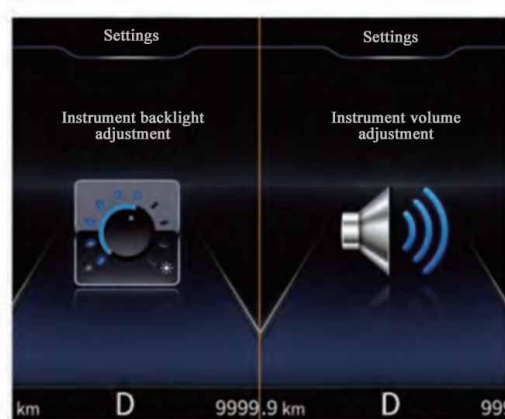 Settings
Instrument backlight
adjustment
km D 9999.9 km
Settings
Instrument volume
adjustment
D 999